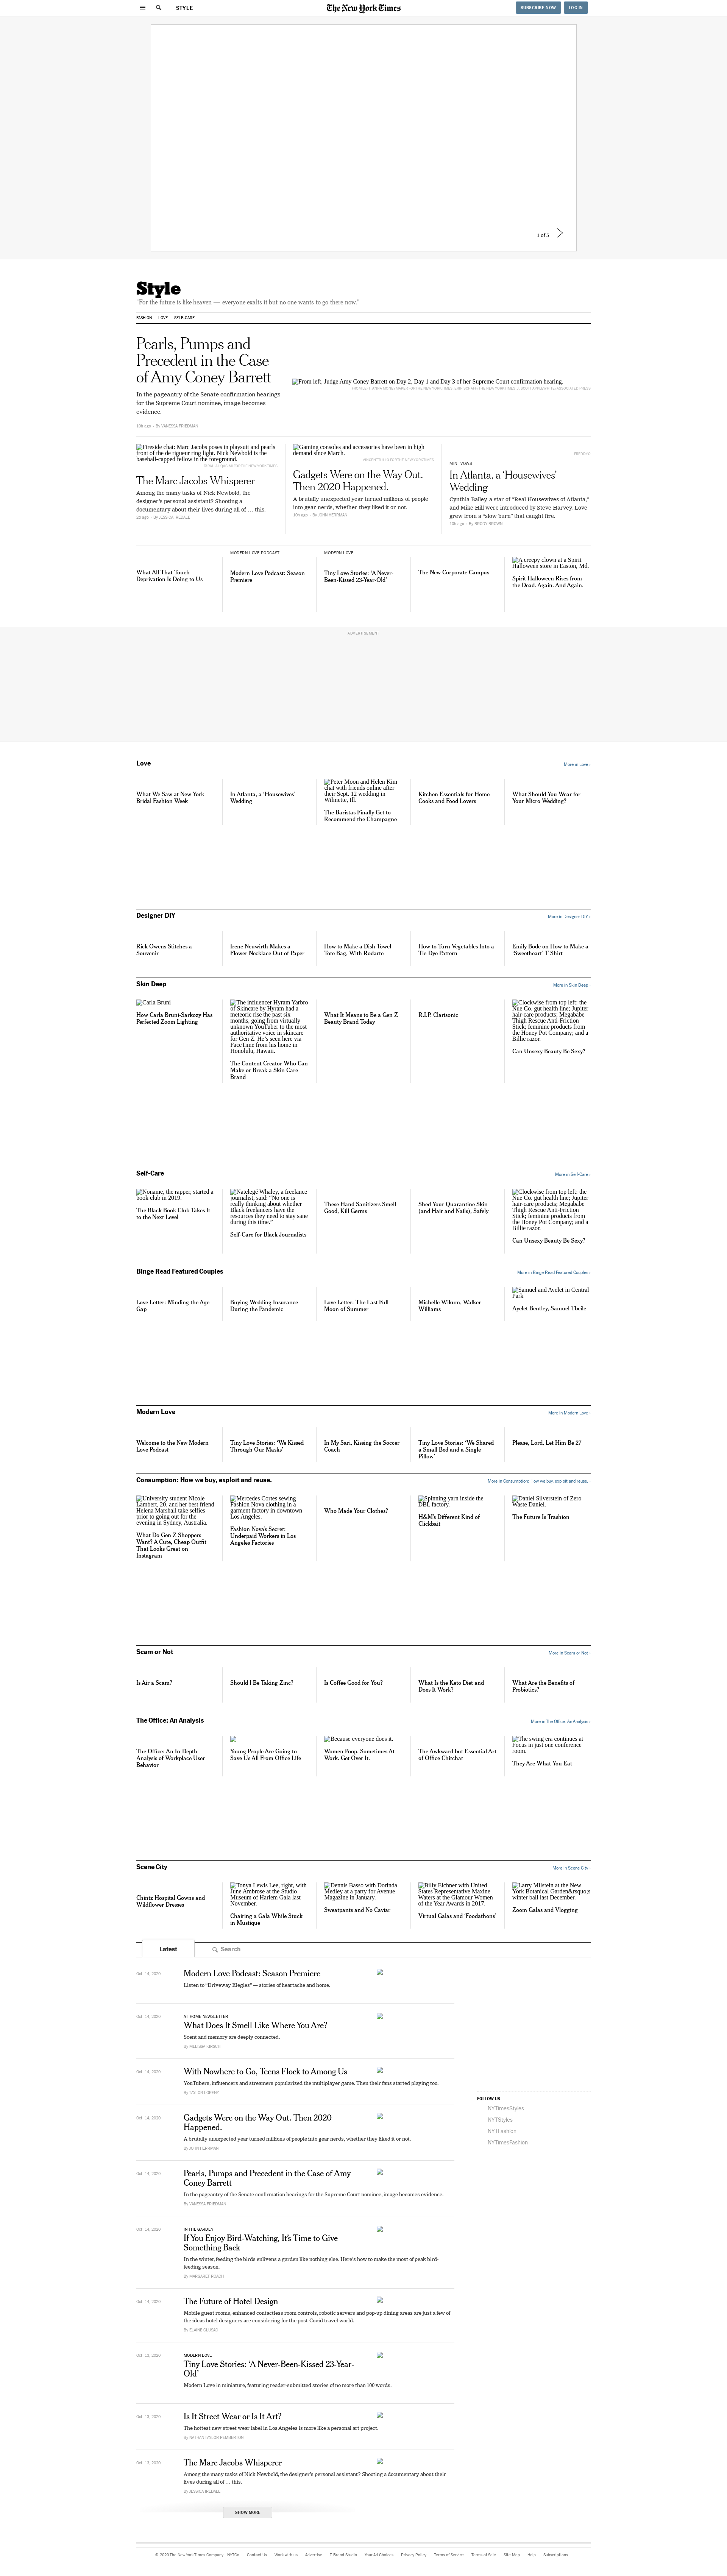 STYLE
The New York Times
SUBSCRIBE NOW
LOG IN
1 of 5
Style
"For the future is like heaven — everyone exalts it but no one wants to go there now."
FASHION
LOVE
SELF-CARE
Pearls, Pumps and
Precedent in the Case
of Amy Coney Barrett
In the pageantry of the Senate confirmation hearings
for the Supreme Court nominee, image becomes
evidence.
By VANESSA FRIEDMAN
From left, Judge Amy Coney Barrett on Day 2, Day 1 and Day 3 of her Supreme Court confirmation hearing.
Fireside chat: Marc Jacobs poses in playsuit and pearls
from of the de rigueur ring light. Nick Newbold is the
baseball-capped fellow in the foreground.
The Marc Jacobs Whisperer
Among the many tasks of Nick Newbold, the
designer's personal assistant? Shooting a
documentary about their lives during all of … this.
2d ago - By JESSICA IREDALE
Gaming consoles and accessories have been in high
demand since March.
Gadgets Were on the Way Out.
Then 2020 Happened.
A brutally unexpected year turned millions of people
into gear nerds, whether they liked it or not.
By JOHN HERRMAN
MINI-VOWS
In Atlanta, a 'Housewives'
Wedding
Cynthia Bailey, a star of "Real Housewives of Atlanta,"
and Mike Hill were introduced by Steve Harvey. Love
grew from a "slow burn" that caught fire.
By BRODY BROWN
What All That Touch
Deprivation Is Doing to Us
MODERN LOVE PODCAST
Modern Love Podcast: Season
Premiere
MODERN LOVE
Tiny Love Stories: 'A Never-
Been-Kissed 23-Year-Old'
The New Corporate Campus
A creepy clown at a Spirit
Halloween store in Easton, Md.
Spirit Halloween Rises from
the Dead. Again. And Again.
ADVERTISEMENT
Love
More in Love ›
What We Saw at New York
Bridal Fashion Week
In Atlanta, a 'Housewives'
Wedding
Peter Moon and Helen Kim
chat with friends online after
their Sept. 12 wedding in
Wilmette, Ill.
The Baristas Finally Get to
Recommend the Champagne
Kitchen Essentials for Home
Cooks and Food Lovers
What Should You Wear for
Your Micro Wedding?
Designer DIY
More in Designer DIY ›
Rick Owens Stitches a
Souvenir
Irene Neuwirth Makes a
Flower Necklace Out of Paper
How to Make a Dish Towel
Tote Bag, With Rodarte
How to Turn Vegetables Into a
Tie-Dye Pattern
Emily Bode on How to Make a
'Sweetheart' T-Shirt
Skin Deep
More in Skin Deep ›
Carla Bruni
How Carla Bruni-Sarkozy Has
Perfected Zoom Lighting
The influencer Hyram Yarbro
of Skincare by Hyram had a
meteoric rise the past six
months, going from virtually
unknown YouTuber to the most
authoritative voice in skincare
for Gen Z. He's seen here via
FaceTime from his home in
Honolulu, Hawaii.
The Content Creator Who Can
Make or Break a Skin Care
Brand
What It Means to Be a Gen Z
Beauty Brand Today
R.I.P. Clarisonic
Clockwise from top left: the
Nue Co. gut health line; Jupiter
hair-care products; Megababe
Thigh Rescue Anti-Friction
Stick; feminine products from
the Honey Pot Company; and a
Billie razor.
Can Unsexy Beauty Be Sexy?
Self-Care
More in Self-Care ›
Noname, the rapper, started a
book club in 2019.
The Black Book Club Takes It
to the Next Level
Natelegé Whaley, a freelance
journalist, said: "No one is
really thinking about whether
Black freelancers have the
resources they need to stay sane
during this time."
Self-Care for Black Journalists
These Hand Sanitizers Smell
Good, Kill Germs
Shed Your Quarantine Skin
(and Hair and Nails), Safely
Clockwise from top left: the
Nue Co. gut health line; Jupiter
hair-care products; Megababe
Thigh Rescue Anti-Friction
Stick; feminine products from
the Honey Pot Company; and a
Billie razor.
Can Unsexy Beauty Be Sexy?
Binge Read Featured Couples
More in Binge Read Featured Couples ›
Love Letter: Minding the Age
Gap
Buying Wedding Insurance
During the Pandemic
Love Letter: The Last Full
Moon of Summer
Michelle Wikum, Walker
Williams
Samuel and Ayelet in Central
Park
Ayelet Bentley, Samuel Theile
Modern Love
More in Modern Love ›
Welcome to the New Modern
Love Podcast
Tiny Love Stories: 'We Kissed
Through Our Masks'
In My Sari, Kissing the Soccer
Coach
Tiny Love Stories: 'We Shared
a Small Bed and a Single
Pillow'
Please, Lord, Let Him Be 27
Consumption: How we buy, exploit and reuse.
More in Consumption: How we buy, exploit and reuse. ›
University student Nicole
Lambert, 20, and her best friend
Helena Marshall take selfies
prior to going out for the
evening in Sydney, Australia.
What Do Gen Z Shoppers
Want? A Cute, Cheap Outfit
That Looks Great on
Instagram
Mercedes Cortes sewing
Fashion Nova clothing in a
garment factory in downtown
Los Angeles.
Fashion Nova's Secret:
Underpaid Workers in Los
Angeles Factories
Who Made Your Clothes?
Spinning yarn inside the
DBL factory.
H&M's Different Kind of
Clickbait
Daniel Silverstein of Zero
Waste Daniel.
The Future Is Trashion
Scam or Not
More in Scam or Not ›
Is Air a Scam?
Should I Be Taking Zinc?
Is Coffee Good for You?
What Is the Keto Diet and
Does It Work?
What Are the Benefits of
Probiotics?
The Office: An Analysis
More in The Office: An Analysis ›
The Office: An In-Depth
Analysis of Workplace User
Behavior
Young People Are Going to
Save Us All From Office Life
Because everyone does it.
Women Poop. Sometimes At
Work. Get Over It.
The Awkward but Essential Art
of Office Chitchat
The swing era continues at
Focus in just one conference
room.
They Are What You Eat
Scene City
More in Scene City ›
Chintz Hospital Gowns and
Wildflower Dresses
Tonya Lewis Lee, right, with
June Ambrose at the Studio
Museum of Harlem Gala last
November.
Chairing a Gala While Stuck
in Mustique
Dennis Basso with Dorinda
Medley at a party for Avenue
Magazine in January.
Sweatpants and No Caviar
Billy Eichner with United
States Representative Maxine
Waters at the Glamour Women
of the Year Awards in 2017.
Virtual Galas and 'Foodathons'
Larry Milstein at the New
York Botanical Garden&rsquo;s
winter ball last December.
Zoom Galas and Vlogging
Latest
Search
Oct. 14, 2020
Modern Love Podcast: Season Premiere
Listen to "Driveway Elegies" — stories of heartache and home.
Oct. 14, 2020
AT HOME NEWSLETTER
What Does It Smell Like Where You Are?
Scent and memory are deeply connected.
By MELISSA KIRSCH
Oct. 14, 2020
With Nowhere to Go, Teens Flock to Among Us
YouTubers, influencers and streamers popularized the multiplayer game. Then their fans started playing too.
By TAYLOR LORENZ
Oct. 14, 2020
Gadgets Were on the Way Out. Then 2020
Happened.
A brutally unexpected year turned millions of people into gear nerds, whether they liked it or not.
By JOHN HERRMAN
Oct. 14, 2020
Pearls, Pumps and Precedent in the Case of Amy
Coney Barrett
In the pageantry of the Senate confirmation hearings for the Supreme Court nominee, image becomes evidence.
By VANESSA FRIEDMAN
Oct. 14, 2020
IN THE GARDEN
If You Enjoy Bird-Watching, It's Time to Give
Something Back
In the winter, feeding the birds enlivens a garden like nothing else. Here's how to make the most of peak bird-
feeding season.
By MARGARET ROACH
Oct. 14, 2020
The Future of Hotel Design
Mobile guest rooms, enhanced contactless room controls, robotic servers and pop-up dining areas are just a few of
the ideas hotel designers are considering for the post-Covid travel world.
By ELAINE GLUSAC
Oct. 13, 2020
MODERN LOVE
Tiny Love Stories: 'A Never-Been-Kissed 23-Year-
Old'
Modern Love in miniature, featuring reader-submitted stories of no more than 100 words.
Oct. 13, 2020
Is It Street Wear or Is It Art?
The hottest new street wear label in Los Angeles is more like a personal art project.
By NATHAN TAYLOR PEMBERTON
Oct. 12, 2020
The Marc Jacobs Whisperer
Among the many tasks of Nick Newbold, the designer's personal assistant? Shooting a documentary about their
lives during all of … this.
By JESSICA IREDALE
SHOW MORE
FOLLOW US
NYTimesStyles
NYTStyles
NYTFashion
NYTimesFashion
© 2020 The New York Times Company
NYTCo
Contact Us
Work with us
Advertise
T Brand Studio
Your Ad Choices
Privacy Policy
Terms of Service
Terms of Sale
Site Map
Help
Subscriptions